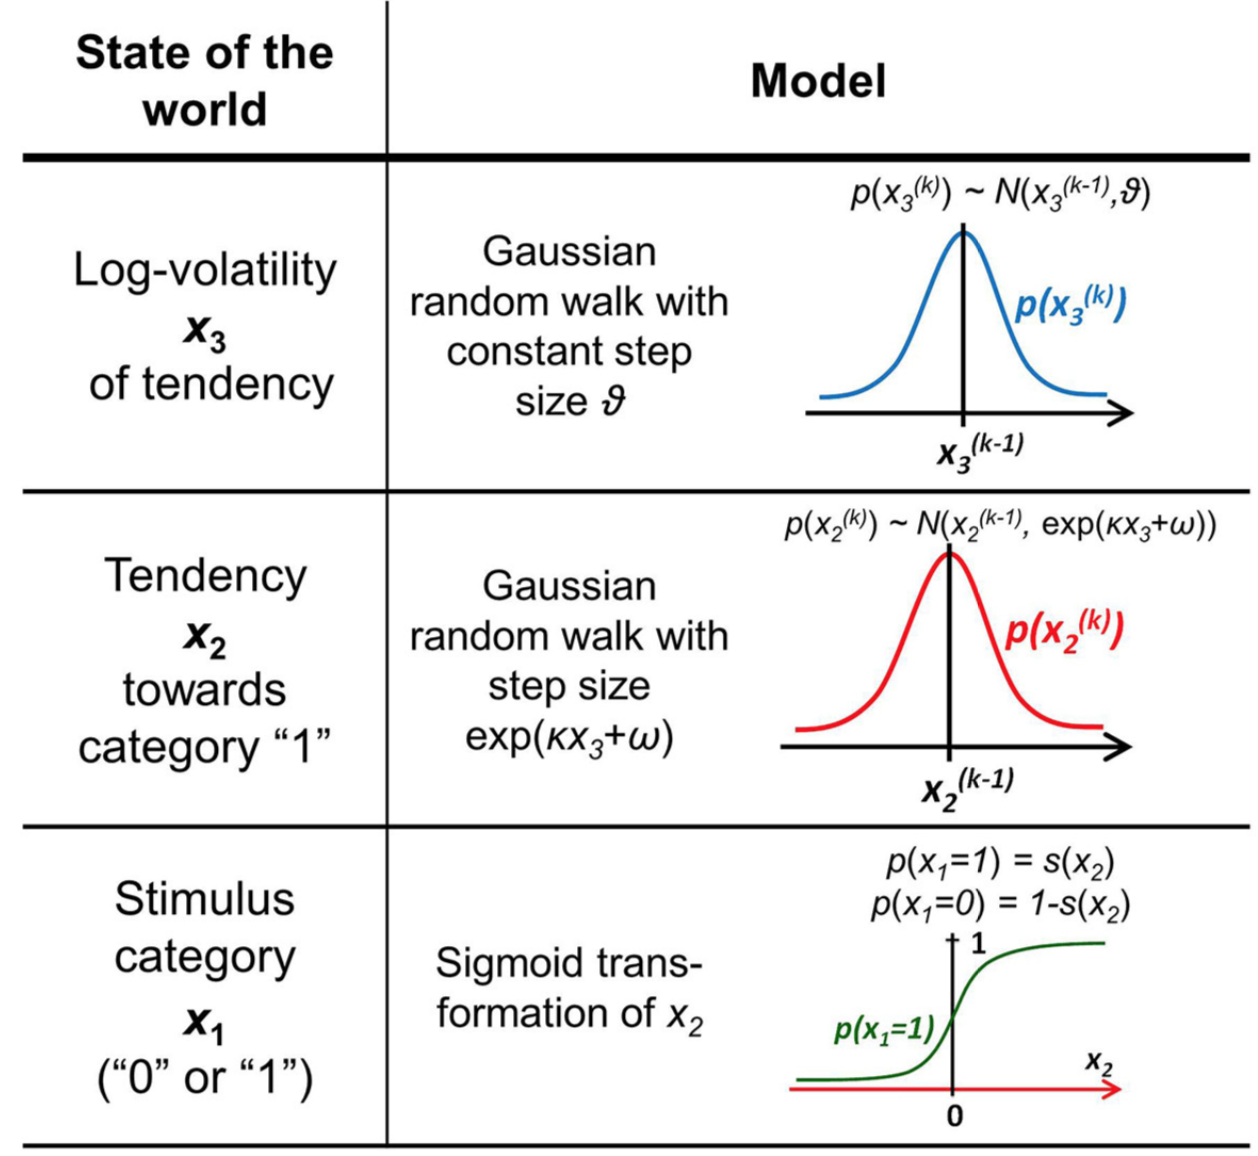 State of the
world
Model
Log-volatility
x₃
of tendency
Gaussian
random walk with
constant step
size ϑ
p(x₃⁽ᵏ⁾) ~ N(x₃⁽ᵏ⁻¹⁾,ϑ)
p(x₃⁽ᵏ⁾)
x₃⁽ᵏ⁻¹⁾
Tendency
x₂
towards
category “1”
Gaussian
random walk with
step size
exp(κx₃+ω)
p(x₂⁽ᵏ⁾) ~ N(x₂⁽ᵏ⁻¹⁾, exp(κx₃+ω))
p(x₂⁽ᵏ⁾)
x₂⁽ᵏ⁻¹⁾
Stimulus
category
x₁
(“0” or “1”)
Sigmoid trans-
formation of x₂
p(x₁=1) = s(x₂)
p(x₁=0) = 1-s(x₂)
1
p(x₁=1)
x₂
0